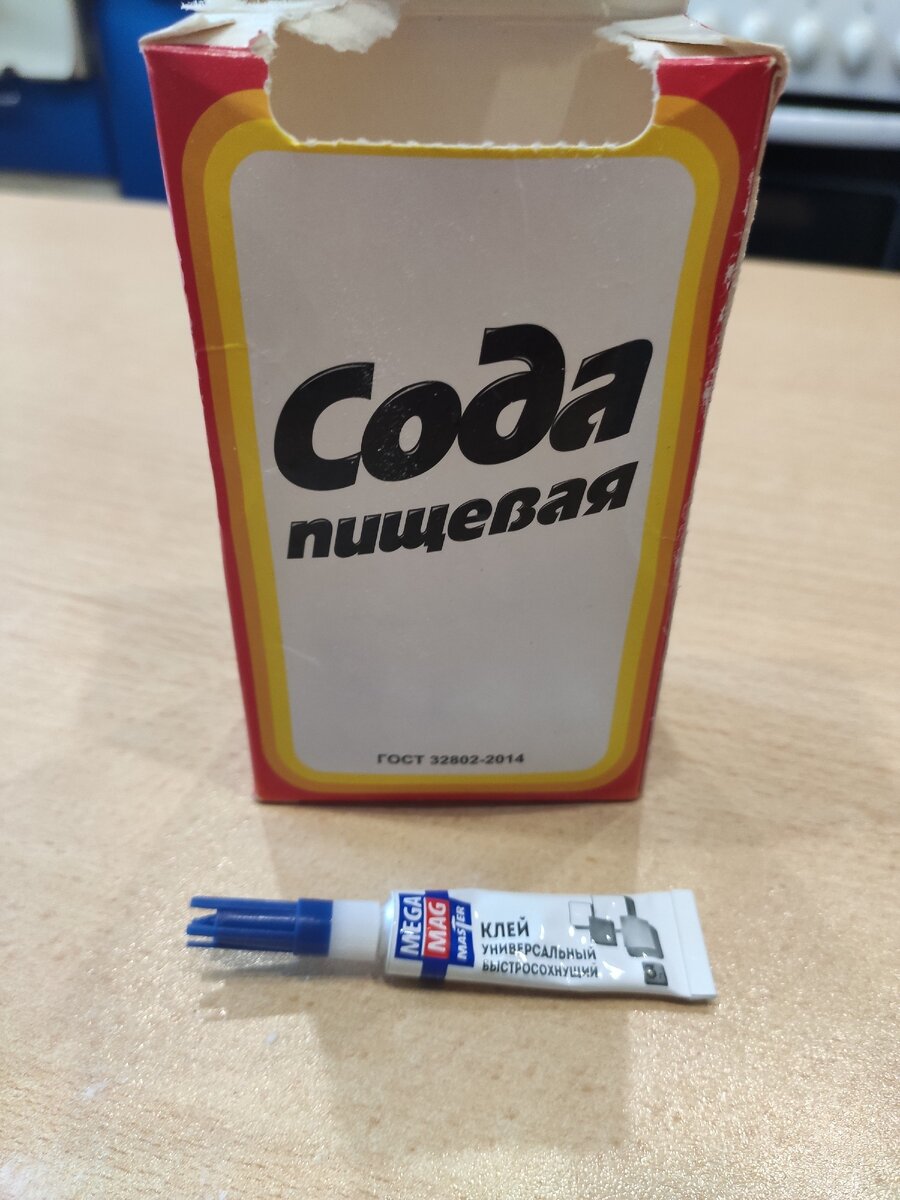 Сода
пищевая
ГОСТ 32802-2014
MEGA
MAG
MASTER
КЛЕЙ
УНИВЕРСАЛЬНЫЙ
БЫСТРОСОХНУЩИЙ